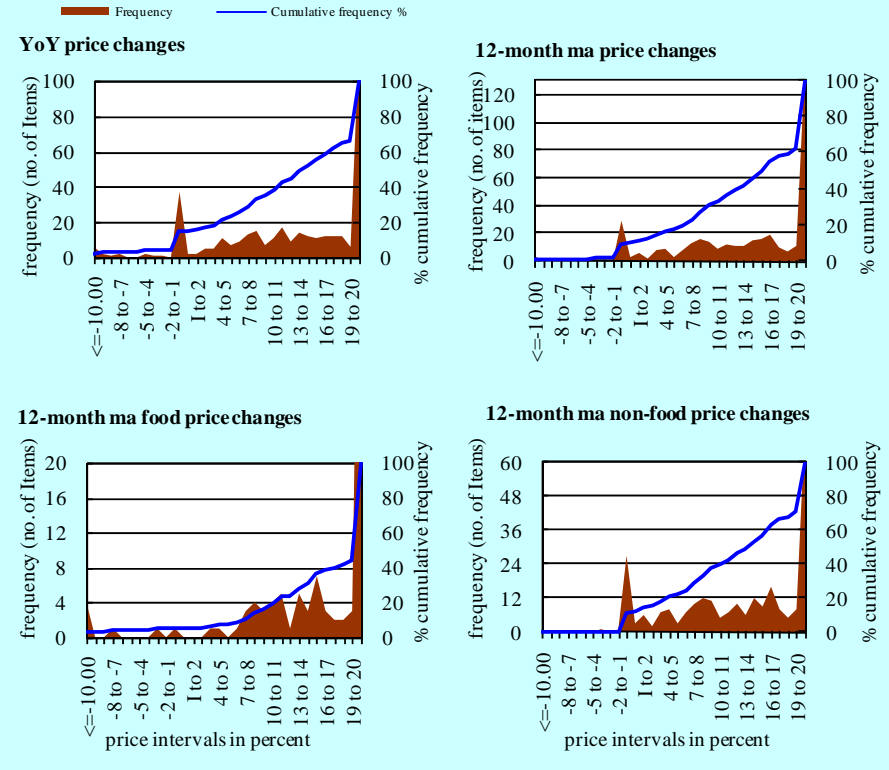 Frequency
Cumulative frequency %
YoY price changes
frequency (no. of Items)
100
80
60
40
20
0
100
80
60
40
20
0
% cumulative frequency
<=-10.00
-8 to -7
-5 to -4
-2 to -1
I to 2
4 to 5
7 to 8
10 to 11
13 to 14
16 to 17
19 to 20
12-month ma price changes
frequency (no. of items)
120
100
80
60
40
20
0
100
80
60
40
20
0
% cumulative frequency
<=-10.00
-8 to -7
-5 to -4
-2 to -1
I to 2
4 to 5
7 to 8
10 to 11
13 to 14
16 to 17
19 to 20
12-month ma food price changes
frequency (no. of Items)
20
16
12
8
4
0
100
80
60
40
20
0
% cumulative frequency
<=-10.00
-8 to -7
-5 to -4
-2 to -1
I to 2
4 to 5
7 to 8
10 to 11
13 to 14
16 to 17
19 to 20
price intervals in percent
12-month ma non-food price changes
frequency (no. of Items)
60
48
36
24
12
0
100
80
60
40
20
0
% cumulative frequency
<=-10.00
-8 to -7
-5 to -4
-2 to -1
I to 2
4 to 5
7 to 8
10 to 11
13 to 14
16 to 17
19 to 20
price intervals in percent